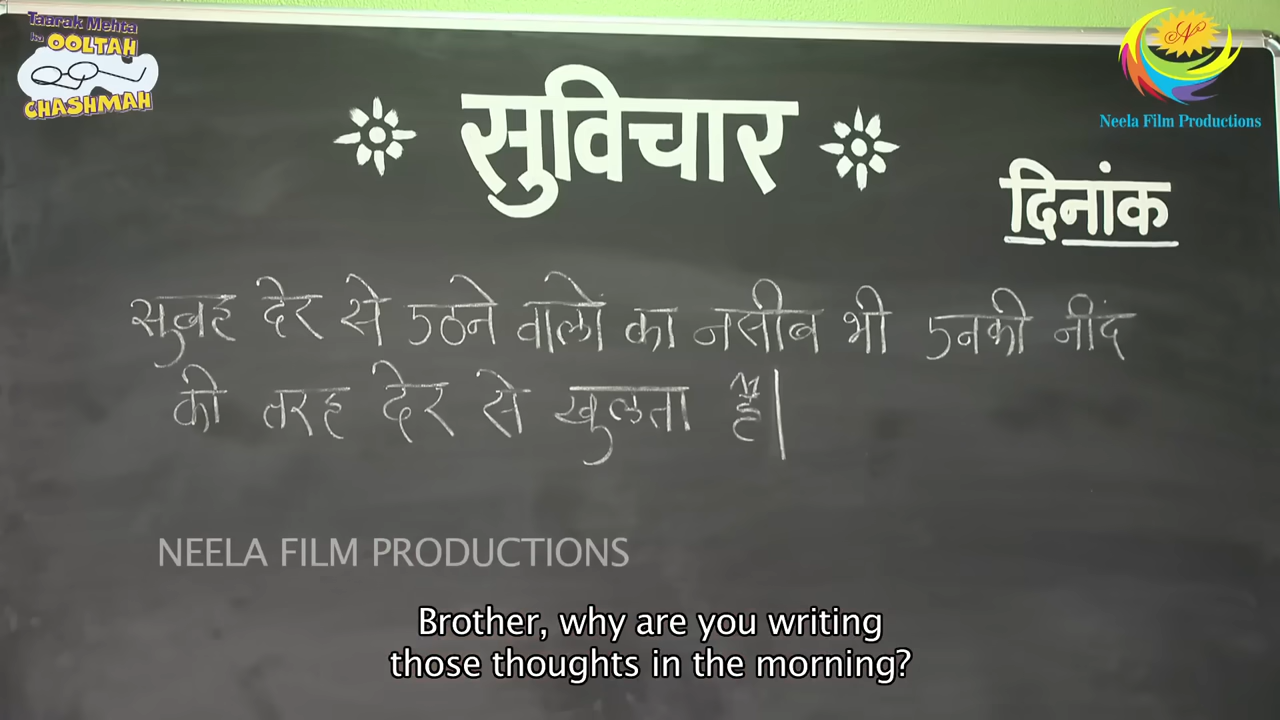 Taarak Mehta
ka OOLTAH
CHASHMAH
Neela Film Productions
सुविचार
दिनांक
सुबह देर से उठने वालों का नसीब भी उनकी नींद
की तरह देर से खुलता है।
NEELA FILM PRODUCTIONS
Brother, why are you writing
those thoughts in the morning?